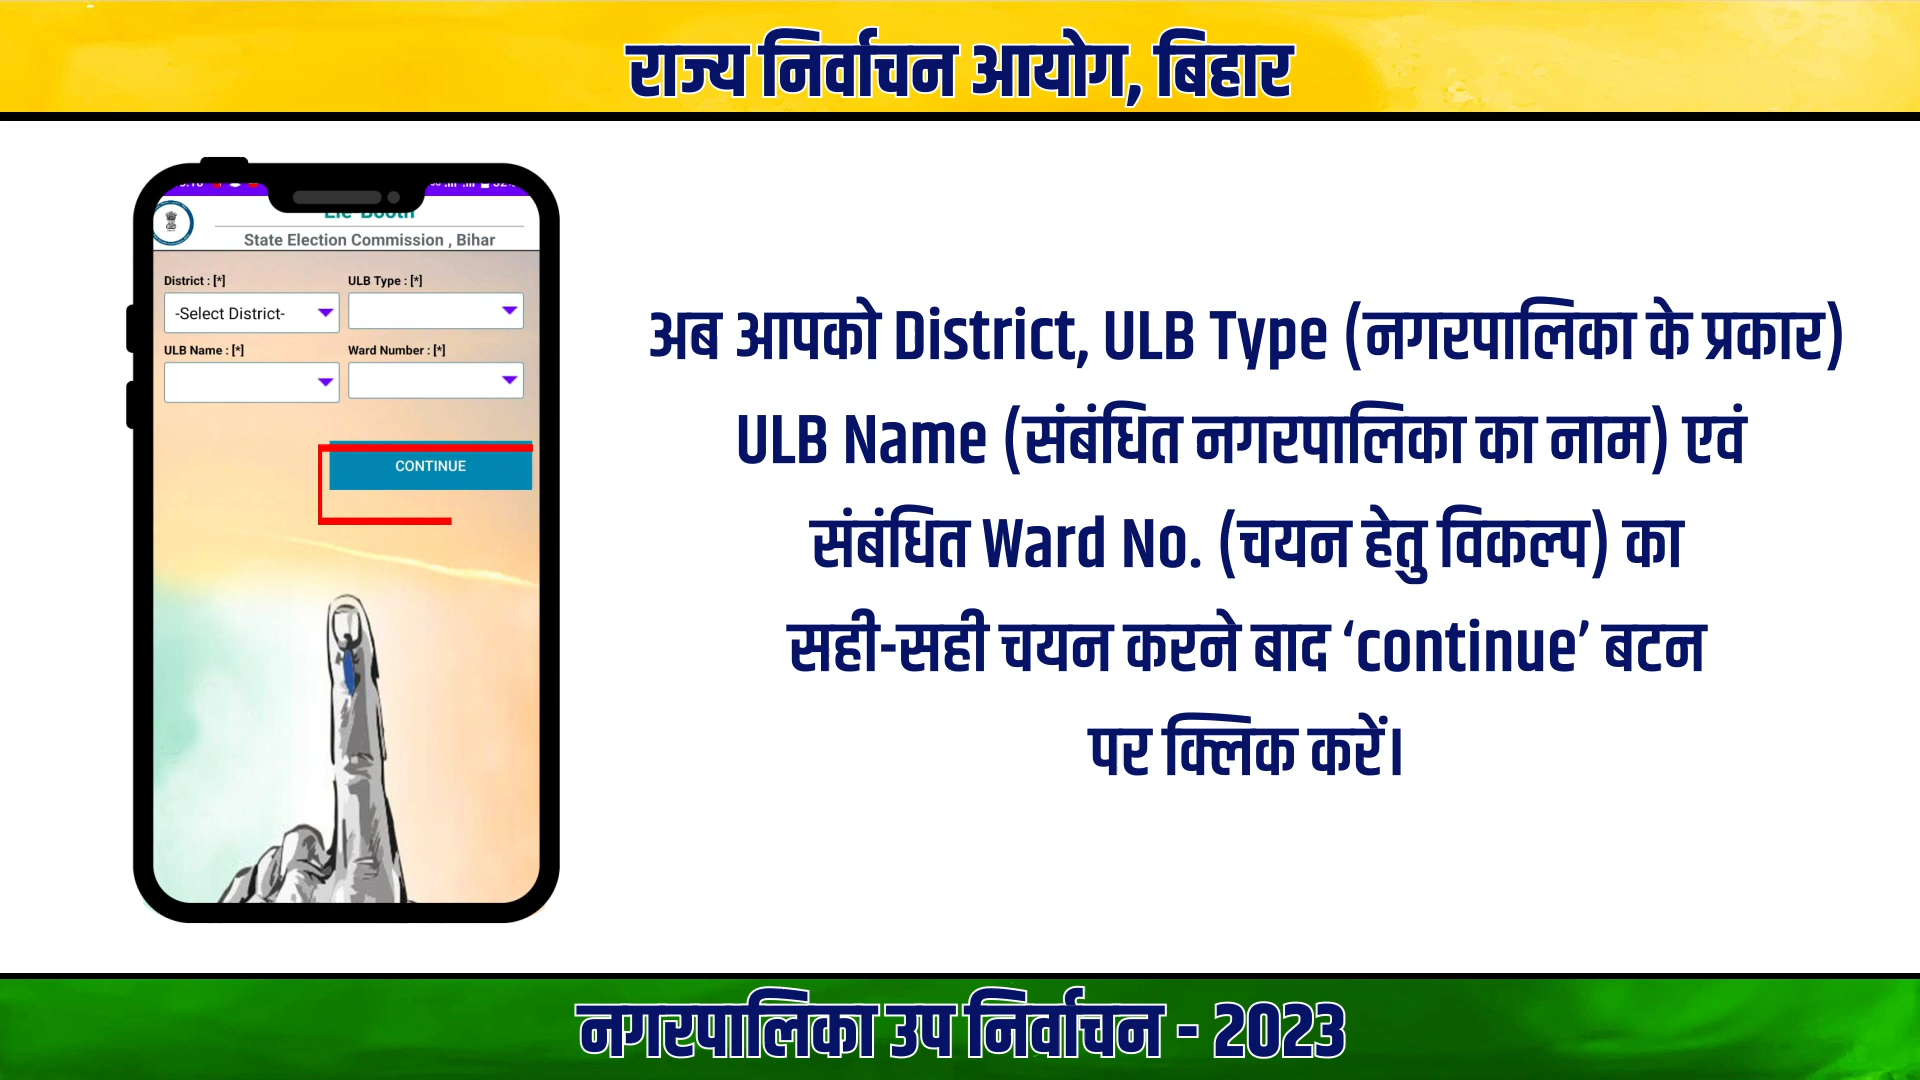 राज्य निर्वाचन आयोग, बिहार
State Election Commission , Bihar
District : [*]
ULB Type : [*]
-Select District-
ULB Name : [*]
Ward Number : [*]
CONTINUE
अब आपको District, ULB Type (नगरपालिका के प्रकार)
ULB Name (संबंधित नगरपालिका का नाम) एवं
संबंधित Ward No. (चयन हेतु विकल्प) का
सही-सही चयन करने बाद ‘continue’ बटन
पर क्लिक करें।
नगरपालिका उप निर्वाचन - 2023